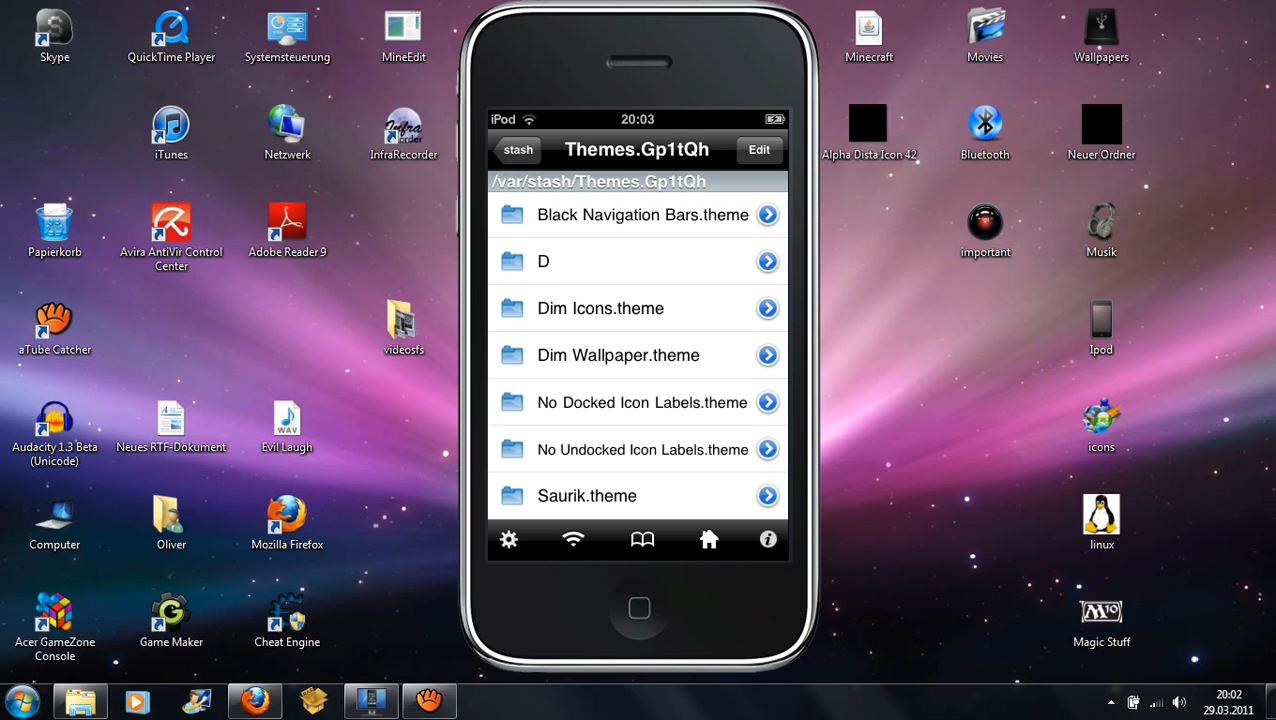 Skype
QuickTime Player
Systemsteuerung
MineEdit
Minecraft
Movies
Wallpapers
iTunes
Netzwerk
InfraRecorder
Alpha Dista Icon 42
Bluetooth
Neuer Ordner
Papierkorb
Avira AntiVir Control
Center
Adobe Reader 9
important
Musik
aTube Catcher
videosfs
Ipod
Audacity 1.3 Beta
(Unicode)
Neues RTF-Dokument
WAV
Evil Laugh
icons
Computer
Oliver
Mozilla Firefox
linux
Acer GameZone
Console
Game Maker
Cheat Engine
Magic Stuff
iPod
20:03
stash
Themes.Gp1tQh
Edit
/var/stash/Themes.Gp1tQh
Black Navigation Bars.theme
D
Dim Icons.theme
Dim Wallpaper.theme
No Docked Icon Labels.theme
No Undocked Icon Labels.theme
Saurik.theme
20:02
29.03.2011